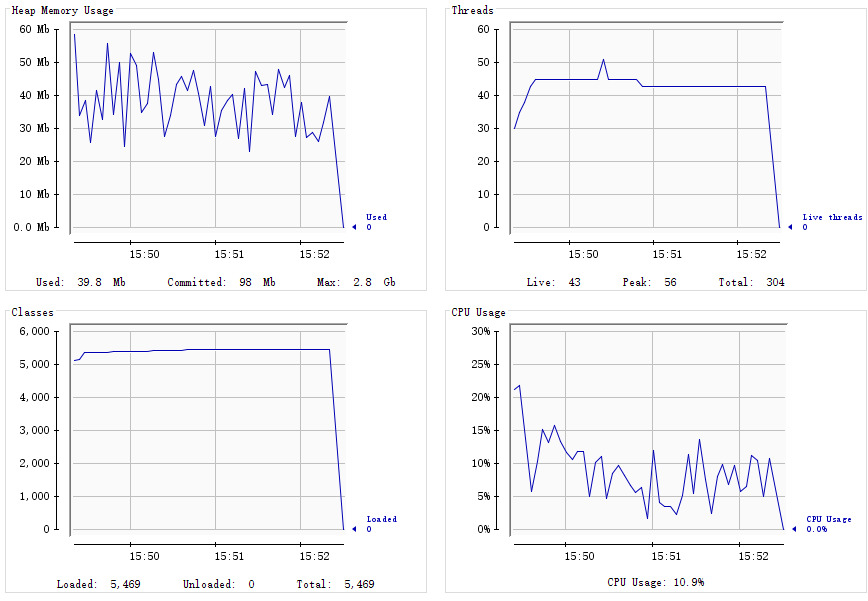 Heap Memory Usage
60 Mb
50 Mb
40 Mb
30 Mb
20 Mb
10 Mb
0.0 Mb
15:50
15:51
15:52
Used
0
Used: 39.8 Mb Committed: 98 Mb Max: 2.8 Gb
Threads
60
50
40
30
20
10
0
15:50
15:51
15:52
Live threads
0
Live: 43 Peak: 56 Total: 304
Classes
6,000
5,000
4,000
3,000
2,000
1,000
0
15:50
15:51
15:52
Loaded
0
Loaded: 5,469 Unloaded: 0 Total: 5,469
CPU Usage
30%
25%
20%
15%
10%
5%
0%
15:50
15:51
15:52
CPU Usage
0.0%
CPU Usage: 10.9%